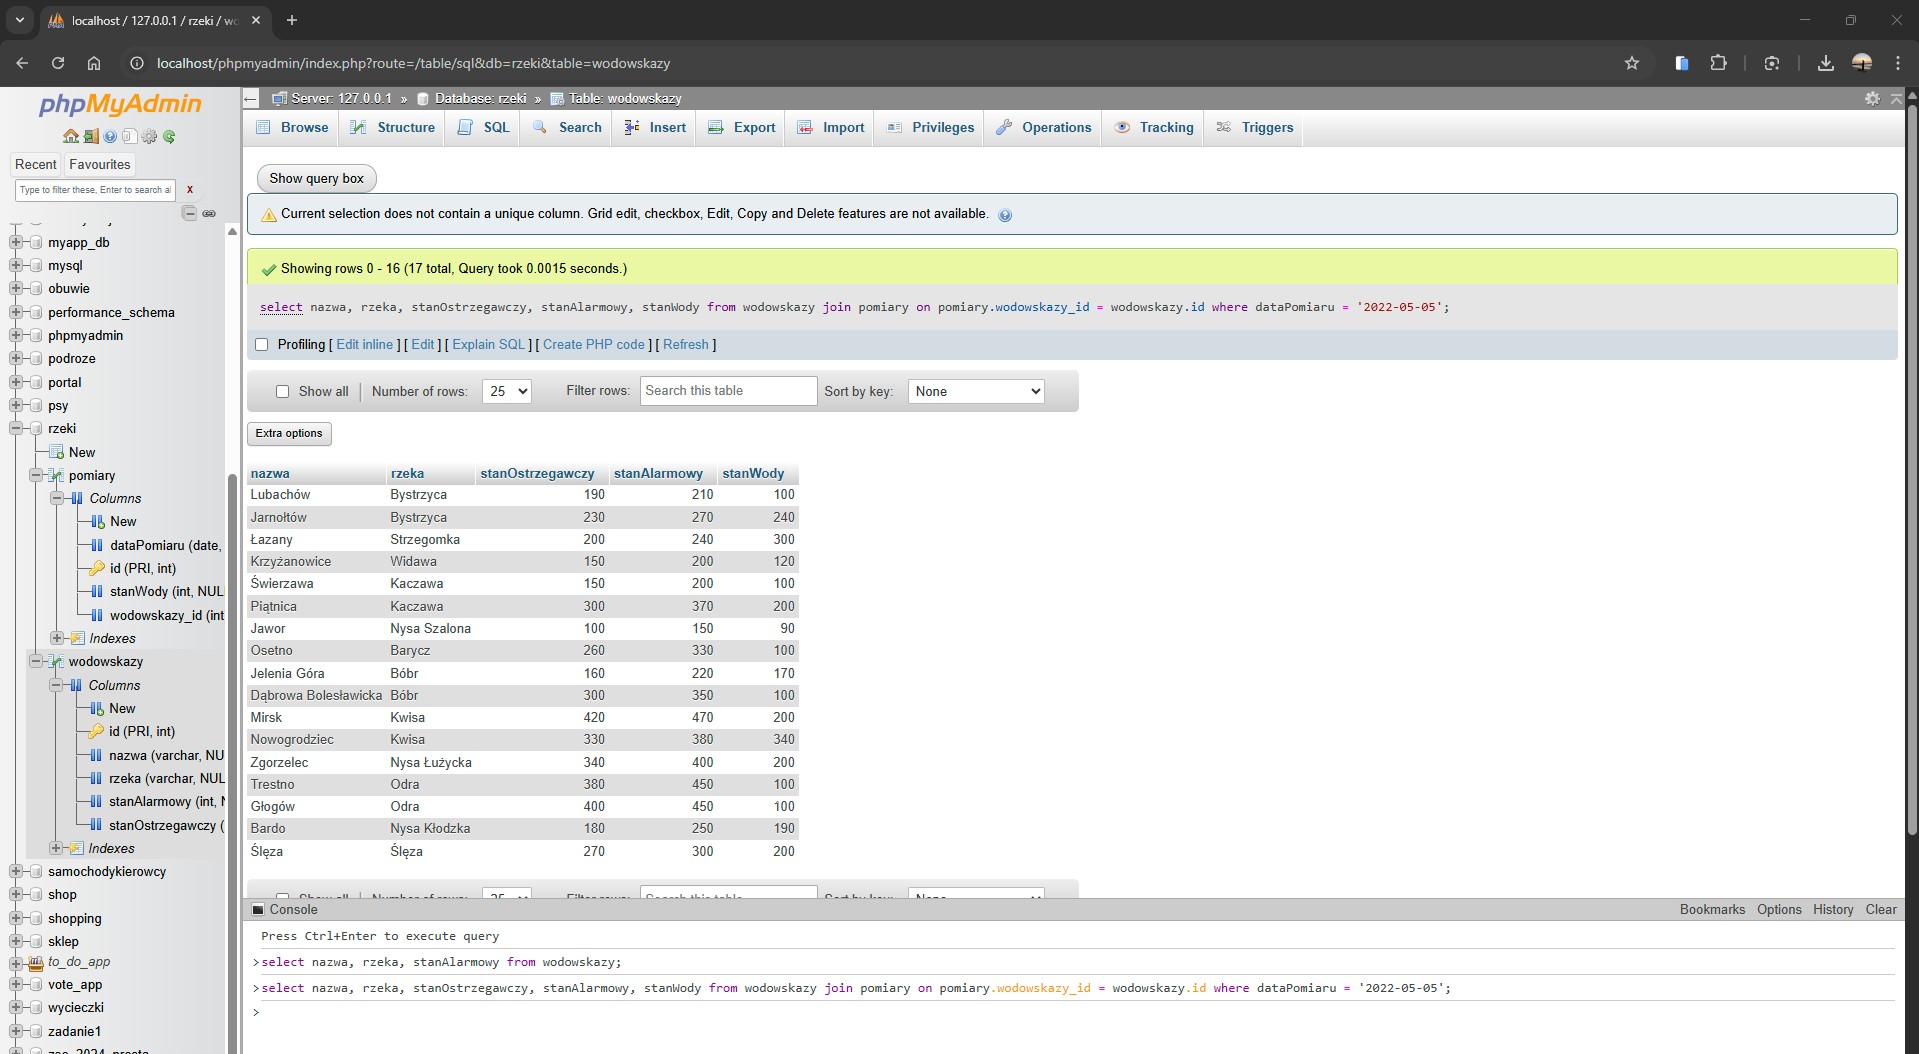 localhost / 127.0.0.1 / rzeki / wo
localhost/phpmyadmin/index.php?route=/table/sql&db=rzeki&table=wodowskazy
phpMyAdmin
Recent Favourites
Type to filter these, Enter to search al X
myapp_db
mysql
obuwie
performance_schema
phpmyadmin
podroze
portal
psy
rzeki
New
pomiary
Columns
New
dataPomiaru (date,
id (PRI, int)
stanWody (int, NUL
wodowskazy_id (int
Indexes
wodowskazy
Columns
New
id (PRI, int)
nazwa (varchar, NU
rzeka (varchar, NUL
stanAlarmowy (int, N
stanOstrzegawczy (
Indexes
samochodykierowcy
shop
shopping
sklep
to_do_app
vote_app
wycieczki
zadanie1
Server: 127.0.0.1 » Database: rzeki » Table: wodowskazy
Browse Structure SQL Search Insert Export Import Privileges Operations Tracking Triggers
Show query box
Current selection does not contain a unique column. Grid edit, checkbox, Edit, Copy and Delete features are not available.
Showing rows 0 - 16 (17 total, Query took 0.0015 seconds.)
select nazwa, rzeka, stanOstrzegawczy, stanAlarmowy, stanWody from wodowskazy join pomiary on pomiary.wodowskazy_id = wodowskazy.id where dataPomiaru = '2022-05-05';
Profiling [ Edit inline ] [ Edit ] [ Explain SQL ] [ Create PHP code ] [ Refresh ]
Show all Number of rows: 25 Filter rows: Search this table Sort by key: None
Extra options
nazwa rzeka stanOstrzegawczy stanAlarmowy stanWody
Lubachów Bystrzyca 190 210 100
Jarnołtów Bystrzyca 230 270 240
Łazany Strzegomka 200 240 300
Krzyżanowice Widawa 150 200 120
Świerzawa Kaczawa 150 200 100
Piątnica Kaczawa 300 370 200
Jawor Nysa Szalona 100 150 90
Osetno Barycz 260 330 100
Jelenia Góra Bóbr 160 220 170
Dąbrowa Bolesławicka Bóbr 300 350 100
Mirsk Kwisa 420 470 200
Nowogrodziec Kwisa 330 380 340
Zgorzelec Nysa Łużycka 340 400 200
Trestno Odra 380 450 100
Głogów Odra 400 450 100
Bardo Nysa Kłodzka 180 250 190
Ślęza Ślęza 270 300 200
Show all Number of rows: 25 Filter rows: Search this table Sort by key: None
Console Bookmarks Options History Clear
Press Ctrl+Enter to execute query
>select nazwa, rzeka, stanAlarmowy from wodowskazy;
>select nazwa, rzeka, stanOstrzegawczy, stanAlarmowy, stanWody from wodowskazy join pomiary on pomiary.wodowskazy_id = wodowskazy.id where dataPomiaru = '2022-05-05';
>